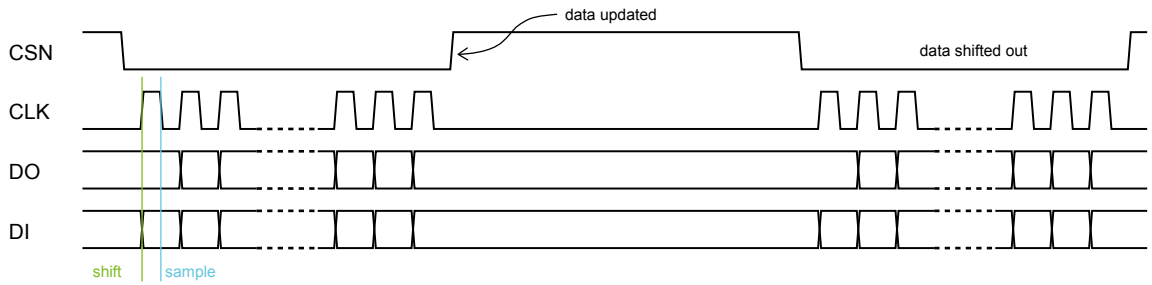 data updated
CSN
data shifted out
CLK
DO
DI
shift
sample